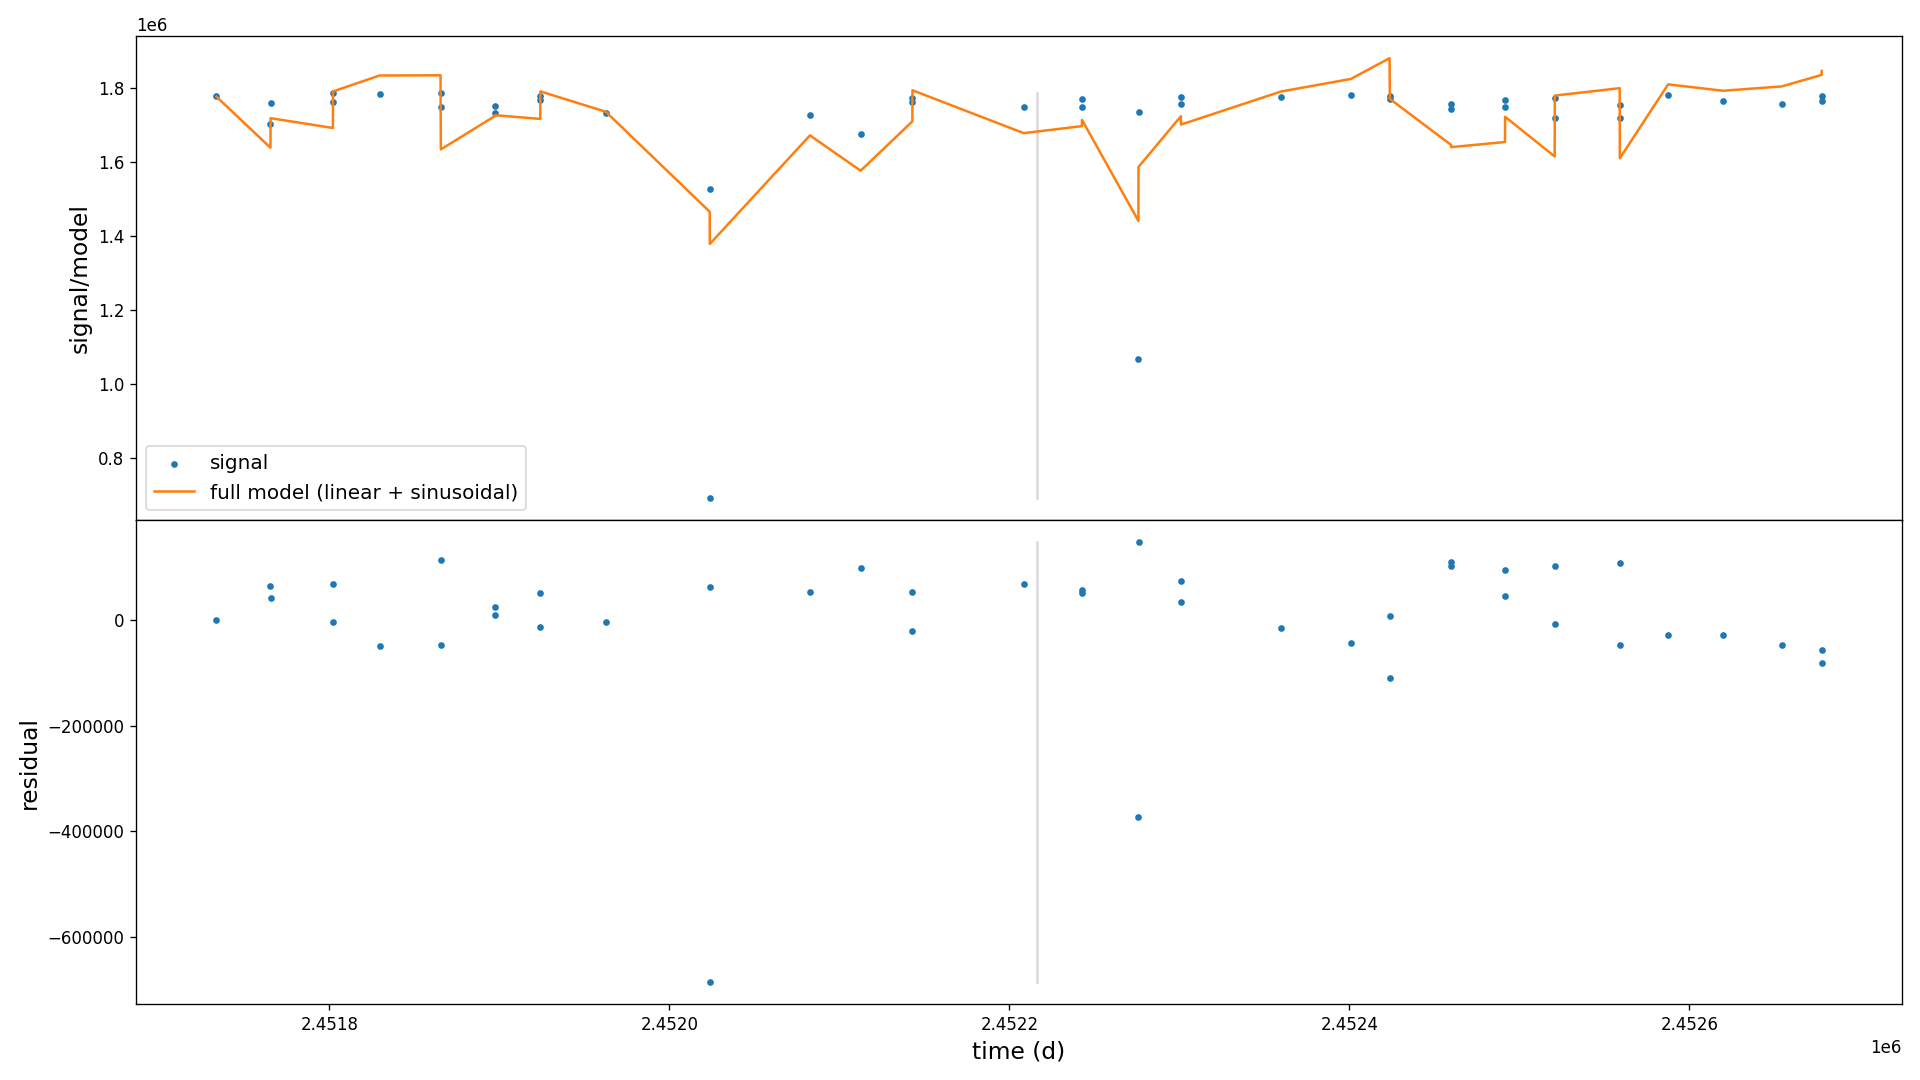 1e6
signal/model
1.8
1.6
1.4
1.2
1.0
0.8
signal
full model (linear + sinusoidal)
residual
0
−200000
−400000
−600000
2.4518
2.4520
2.4522
2.4524
2.4526
time (d)
1e6